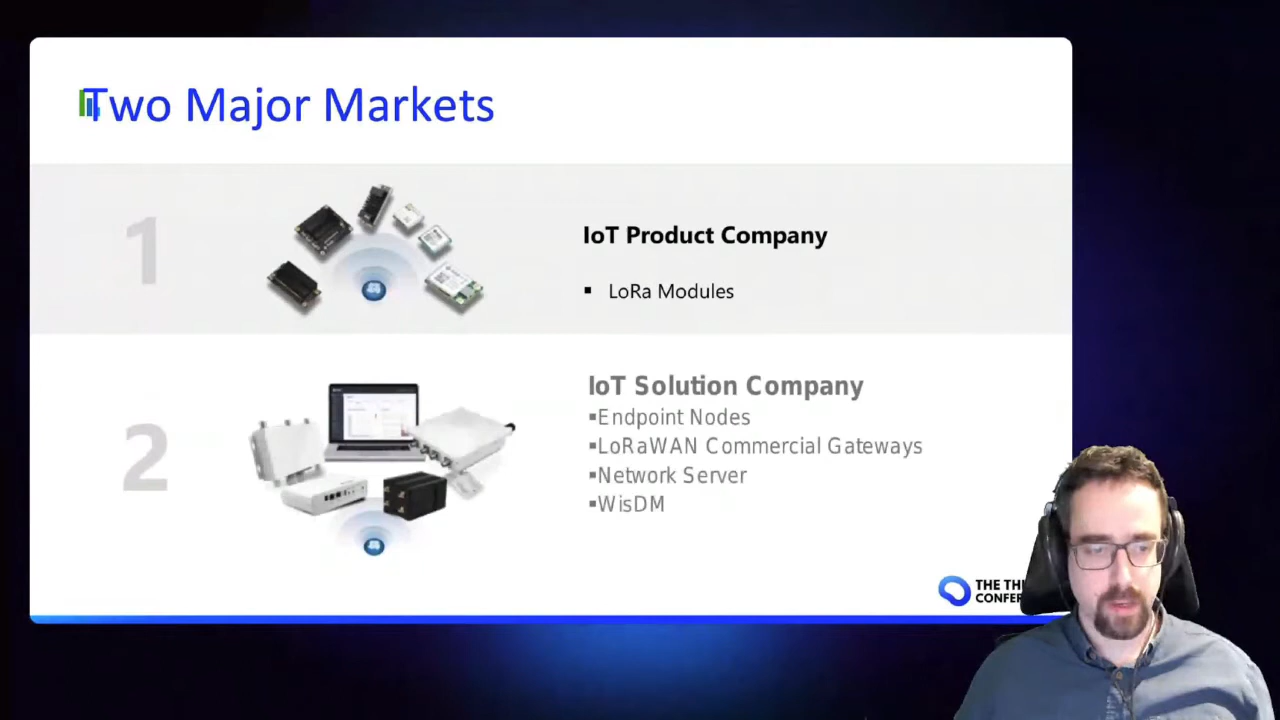 Two Major Markets
1
IoT Product Company
▪ LoRa Modules
2
IoT Solution Company
▪Endpoint Nodes
▪LoRaWAN Commercial Gateways
▪Network Server
▪WisDM
THE THI
CONFER